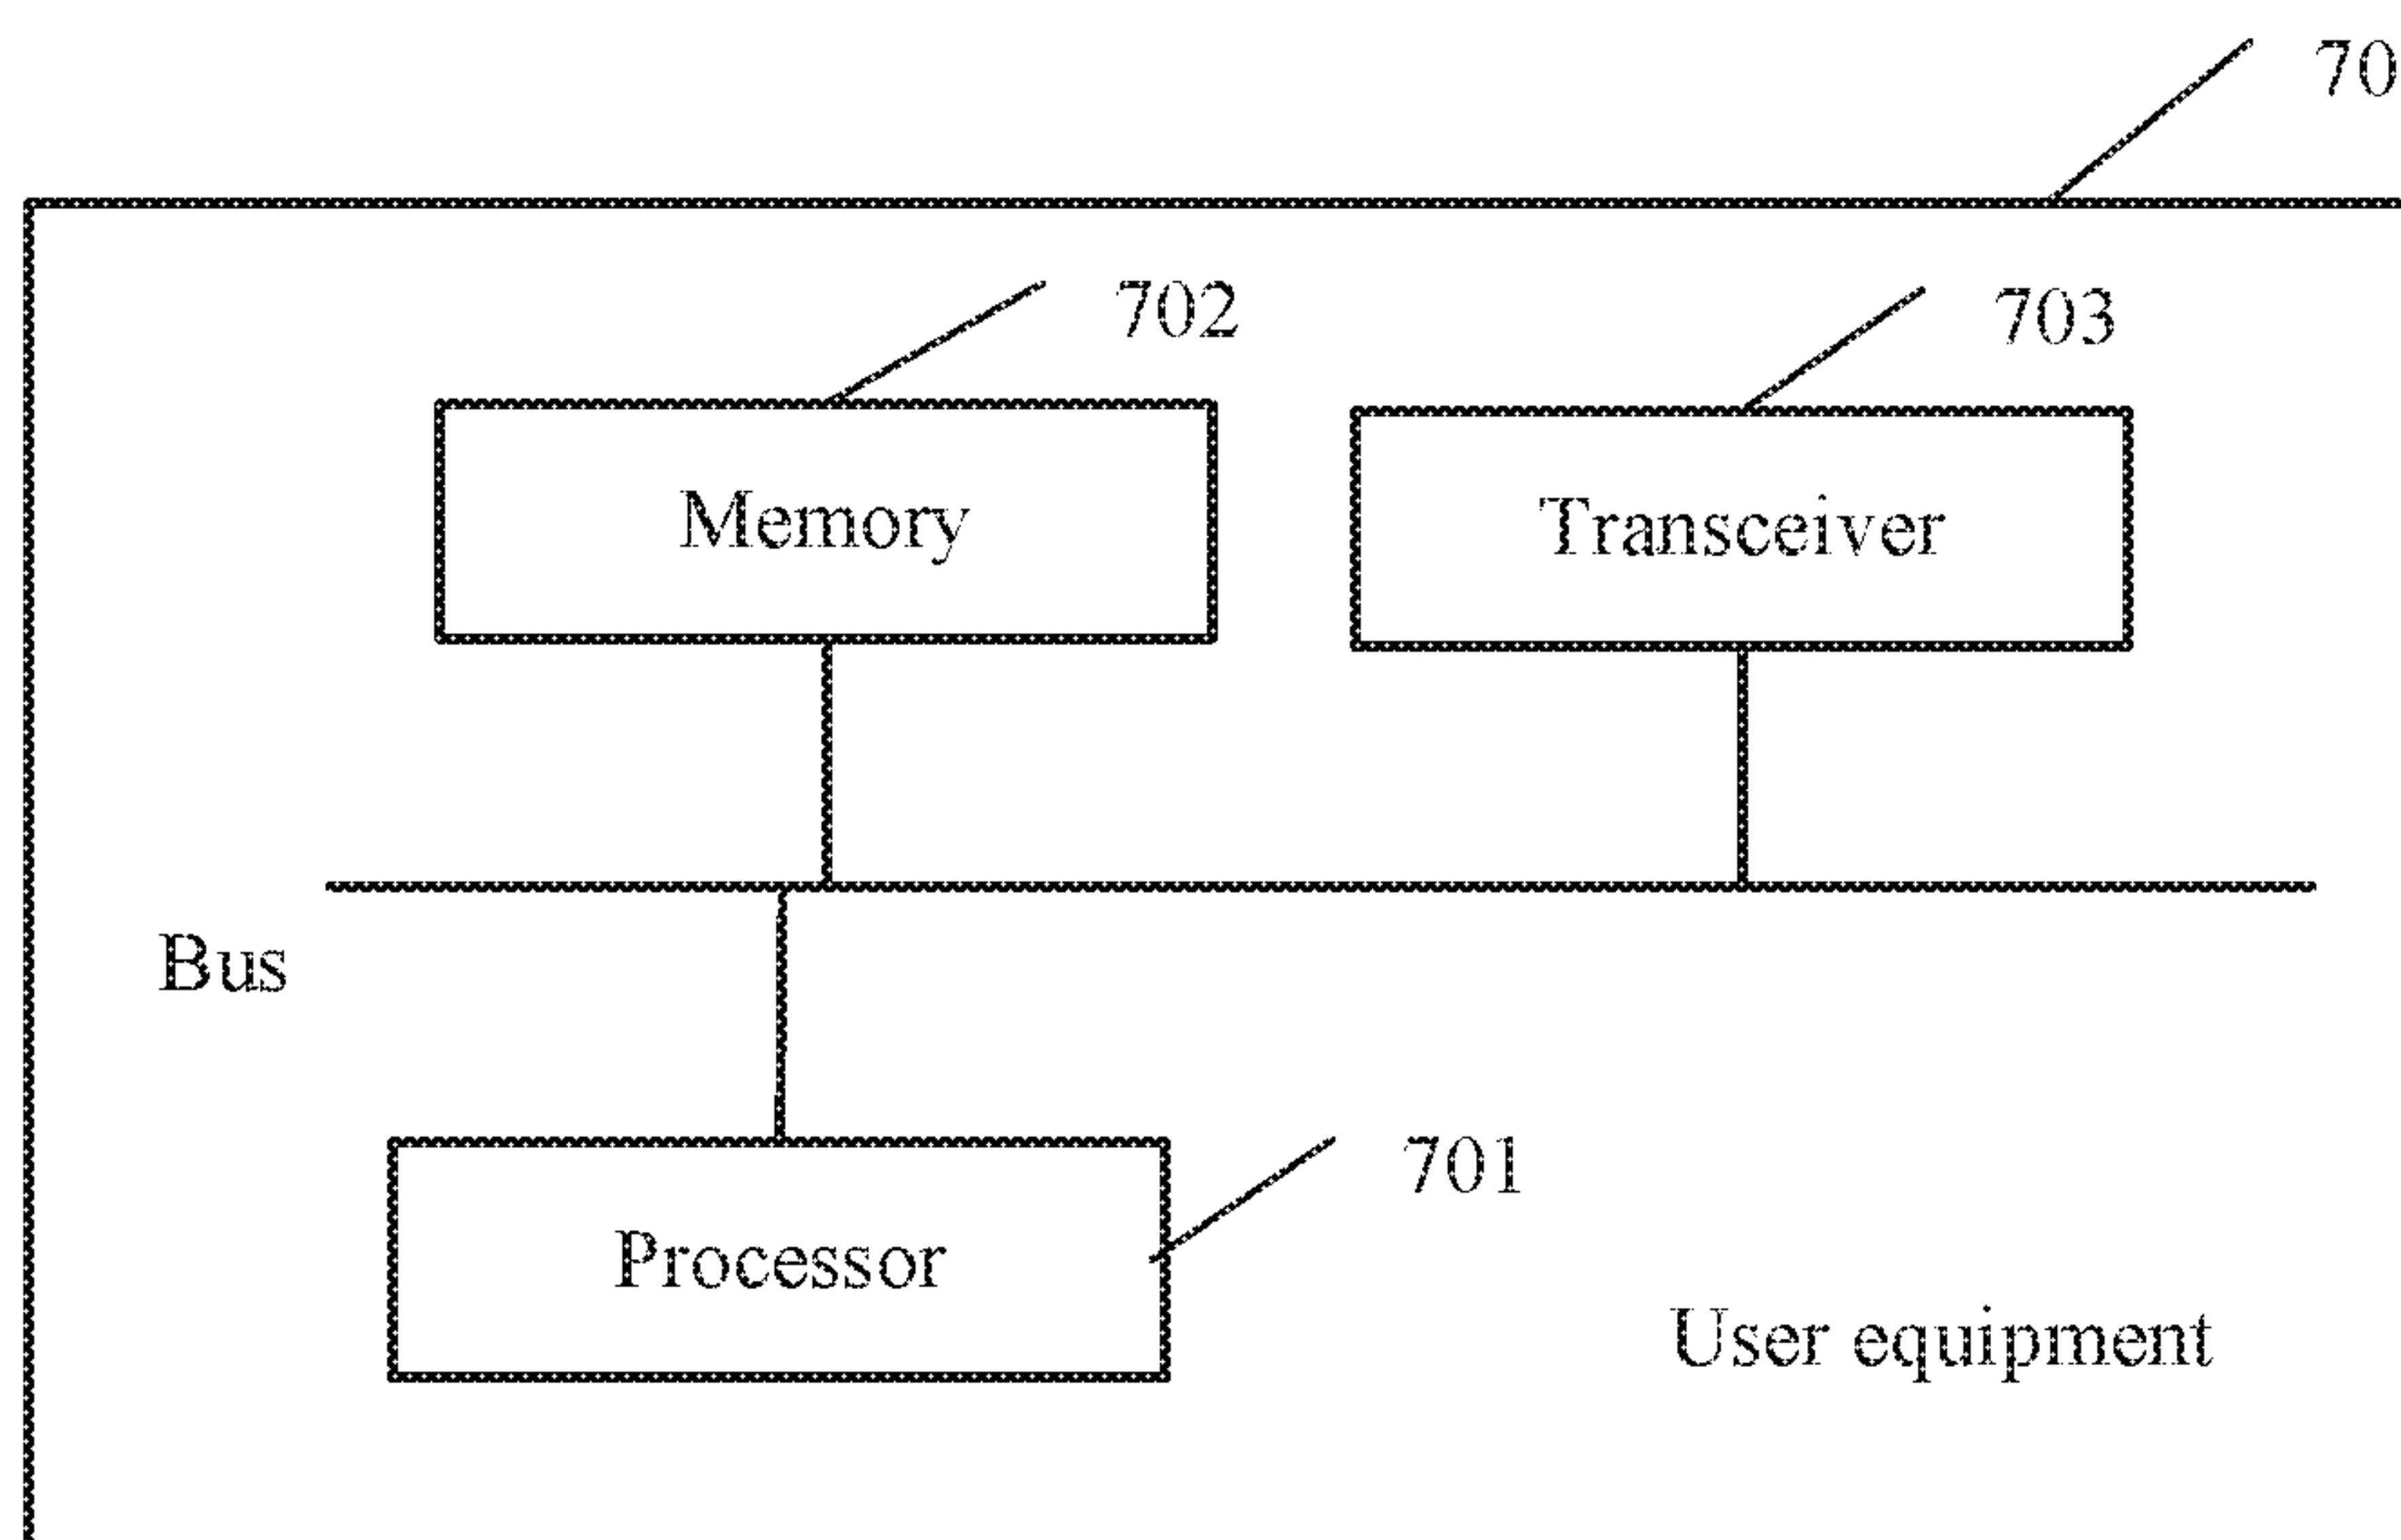 70
702
703
Memory
Transceiver
Bus
701
Processor
User equipment